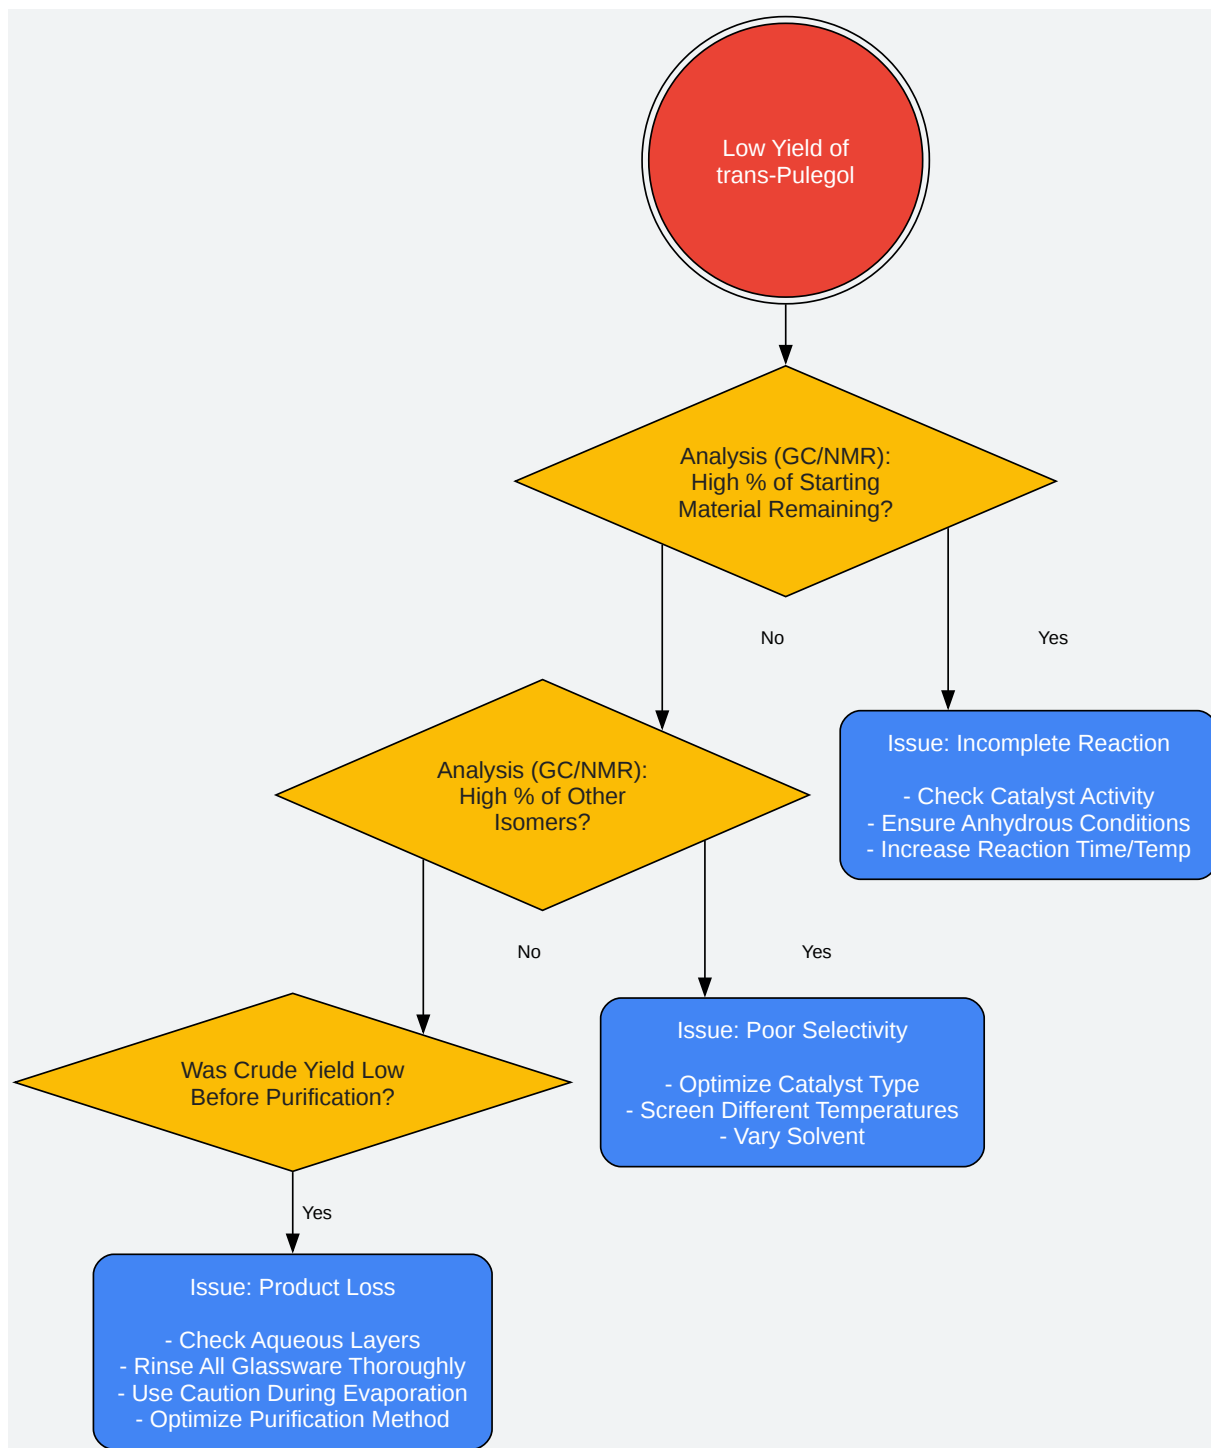 Low Yield of
trans-Pulegol
Analysis (GC/NMR):
High % of Starting
Material Remaining?
No
Yes
Analysis (GC/NMR):
High % of Other
Isomers?
Issue: Incomplete Reaction
- Check Catalyst Activity
- Ensure Anhydrous Conditions
- Increase Reaction Time/Temp
No
Yes
Was Crude Yield Low
Before Purification?
Issue: Poor Selectivity
- Optimize Catalyst Type
- Screen Different Temperatures
- Vary Solvent
Yes
Issue: Product Loss
- Check Aqueous Layers
- Rinse All Glassware Thoroughly
- Use Caution During Evaporation
- Optimize Purification Method